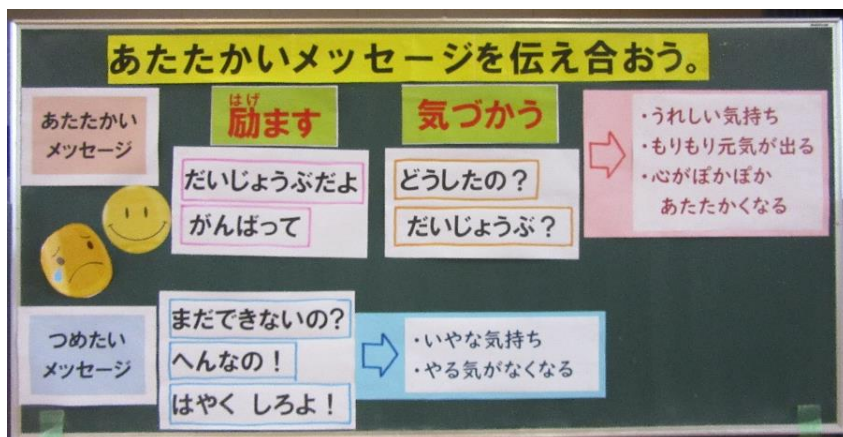 あたたかいメッセージを伝え合おう。
あたたかい
メッセージ
はげ
励ます
だいじょうぶだよ
がんばって
気づかう
どうしたの？
だいじょうぶ？
・うれしい気持ち
・もりもり元気が出る
・心がぽかぽか
あたたかくなる
つめたい
メッセージ
まだできないの？
へんなの！
はやく しろよ！
・いやな気持ち
・やる気がなくなる